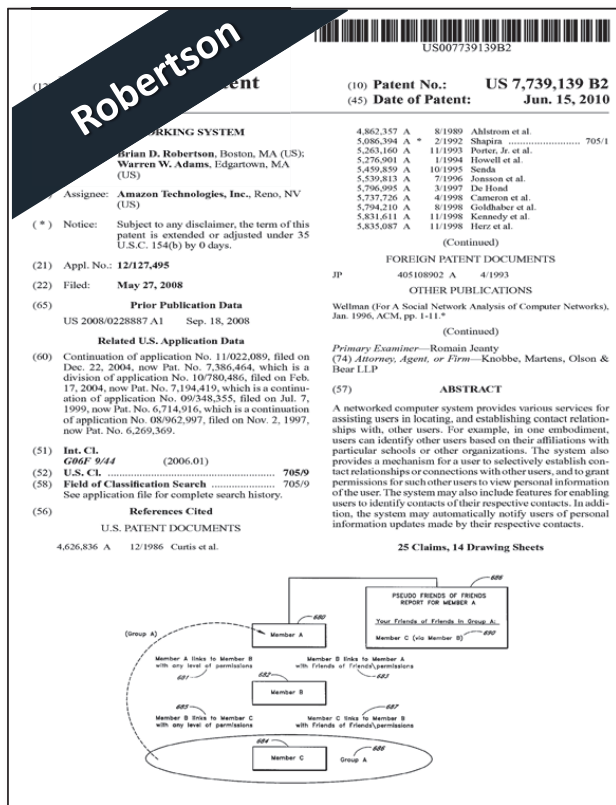 Robertson
US007739139B2
ent
(10) Patent No.: US 7,739,139 B2
(45) Date of Patent: Jun. 15, 2010
ORKING SYSTEM
Brian D. Robertson, Boston, MA (US);
Warren W. Adams, Edgartown, MA
(US)
Assignee: Amazon Technologies, Inc., Reno, NV
(US)
( * ) Notice: Subject to any disclaimer, the term of this
patent is extended or adjusted under 35
U.S.C. 154(b) by 0 days.
(21) Appl. No.: 12/127,495
(22) Filed: May 27, 2008
(65) Prior Publication Data
US 2008/0228887 A1 Sep. 18, 2008
Related U.S. Application Data
(60) Continuation of application No. 11/022,089, filed on
Dec. 22, 2004, now Pat. No. 7,386,464, which is a
division of application No. 10/780,486, filed on Feb.
17, 2004, now Pat. No. 7,194,419, which is a continu-
ation of application No. 09/348,355, filed on Jul. 7,
1999, now Pat. No. 6,714,916, which is a continuation
of application No. 08/962,997, filed on Nov. 2, 1997,
now Pat. No. 6,269,369.
(51) Int. Cl.
G06F 9/44 (2006.01)
(52) U.S. Cl. ........................................................ 705/9
(58) Field of Classification Search .................... 705/9
See application file for complete search history.
(56) References Cited
U.S. PATENT DOCUMENTS
4,626,836 A 12/1986 Curtis et al.
4,862,357 A 8/1989 Ahlstrom et al.
5,086,394 A * 2/1992 Shapira ........................ 705/1
5,263,160 A 11/1993 Porter, Jr. et al.
5,276,901 A 1/1994 Howell et al.
5,459,859 A 10/1995 Senda
5,539,813 A 7/1996 Jonsson et al.
5,796,995 A 3/1997 De Hond
5,737,726 A 4/1998 Cameron et al.
5,794,210 A 8/1998 Goldhaber et al.
5,831,611 A 11/1998 Kennedy et al.
5,835,087 A 11/1998 Herz et al.
(Continued)
FOREIGN PATENT DOCUMENTS
JP 405108902 A 4/1993
OTHER PUBLICATIONS
Wellman (For A Social Network Analysis of Computer Networks),
Jan. 1996, ACM, pp. 1-11.*
(Continued)
Primary Examiner—Romain Jeanty
(74) Attorney, Agent, or Firm—Knobbe, Martens, Olson &
Bear LLP
(57) ABSTRACT
A networked computer system provides various services for
assisting users in locating, and establishing contact relation-
ships with, other users. For example, in one embodiment,
users can identify other users based on their affiliations with
particular schools or other organizations. The system also
provides a mechanism for a user to selectively establish con-
tact relationships or connections with other users, and to grant
permissions for such other users to view personal information
of the user. The system may also include features for enabling
users to identify contacts of their respective contacts. In addi-
tion, the system may automatically notify users of personal
information updates made by their respective contacts.
25 Claims, 14 Drawing Sheets
688
PSEUDO FRIENDS OF FRIENDS
REPORT FOR MEMBER A
Your Friends of Friends in Group A:
Member C (via Member B) 690
680
(Group A)
Member A
Member A links to Member B
with any level of permissions
681
Member B links to Member A
with Friends of Friends\permissions
683
682
Member B
685
Member B links to Member C
with any level of permissions
687
Member C links to Member B
with Friends of Friends\permissions
684
Member C
Group A
686